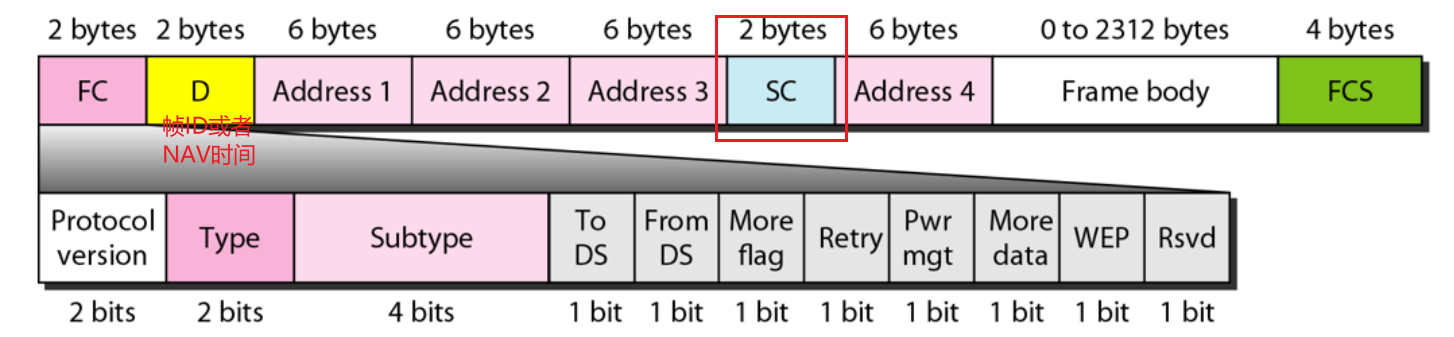 2 bytes 2 bytes 6 bytes 6 bytes 6 bytes 2 bytes 6 bytes 0 to 2312 bytes 4 bytes
FC D Address 1 Address 2 Address 3 SC Address 4 Frame body FCS
帧ID或者
NAV时间
Protocol version Type Subtype To DS From DS More flag Retry Pwr mgt More data WEP Rsvd
2 bits 2 bits 4 bits 1 bit 1 bit 1 bit 1 bit 1 bit 1 bit 1 bit 1 bit